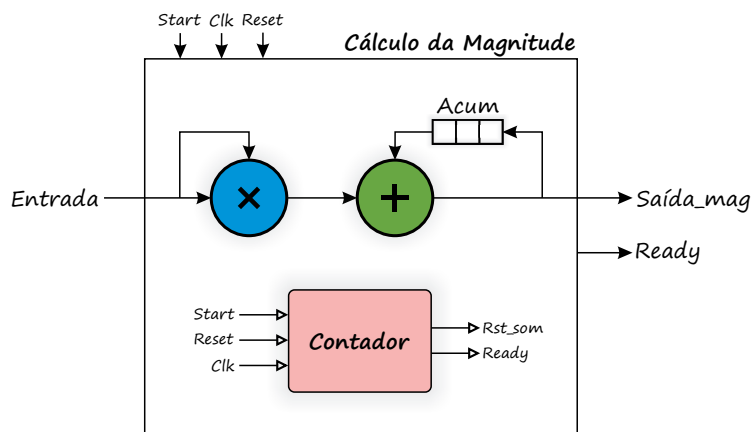 Start Clk Reset
Cálculo da Magnitude
Acum
Entrada
×
+
Saída_mag
Ready
Start
Reset
Clk
Contador
Rst_som
Ready